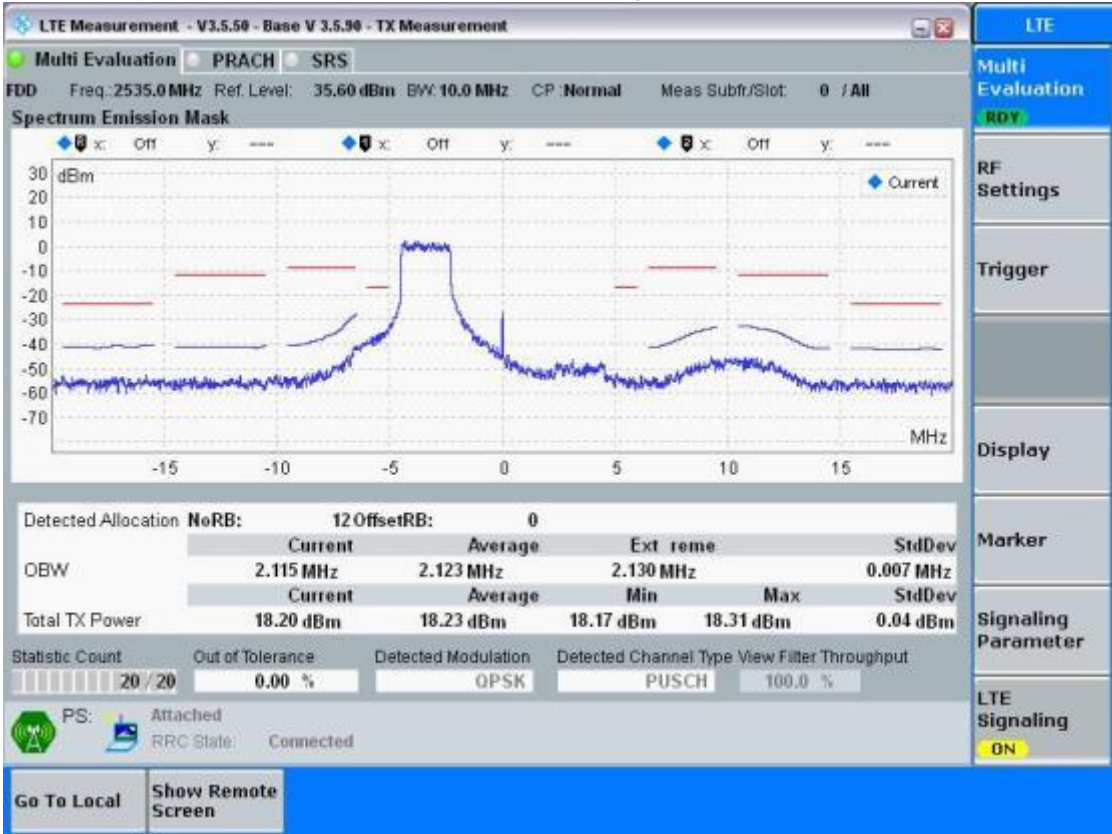 LTE Measurement - V3.5.50 - Base V 3.5.90 - TX Measurement
LTE
Multi Evaluation PRACH SRS
FDD Freq.:2535.0 MHz Ref. Level: 35.60 dBm BW: 10.0 MHz CP :Normal Meas Subfr./Slot: 0 / All
Spectrum Emission Mask
x: Off y: --- x: Off y: --- x: Off y: ---
30 dBm
Current
20
10
0
-10
-20
-30
-40
-50
-60
-70
MHz
-15 -10 -5 0 5 10 15
Detected Allocation NoRB: 12 OffsetRB: 0
Current Average Ext reme StdDev
OBW 2.115 MHz 2.123 MHz 2.130 MHz 0.007 MHz
Current Average Min Max StdDev
Total TX Power 18.20 dBm 18.23 dBm 18.17 dBm 18.31 dBm 0.04 dBm
Statistic Count Out of Tolerance Detected Modulation Detected Channel Type View Filter Throughput
20 / 20 0.00 % QPSK PUSCH 100.0 %
PS: Attached
RRC State: Connected
Multi
Evaluation
RDY
RF
Settings
Trigger
Display
Marker
Signaling
Parameter
LTE
Signaling
ON
Go To Local
Show Remote
Screen